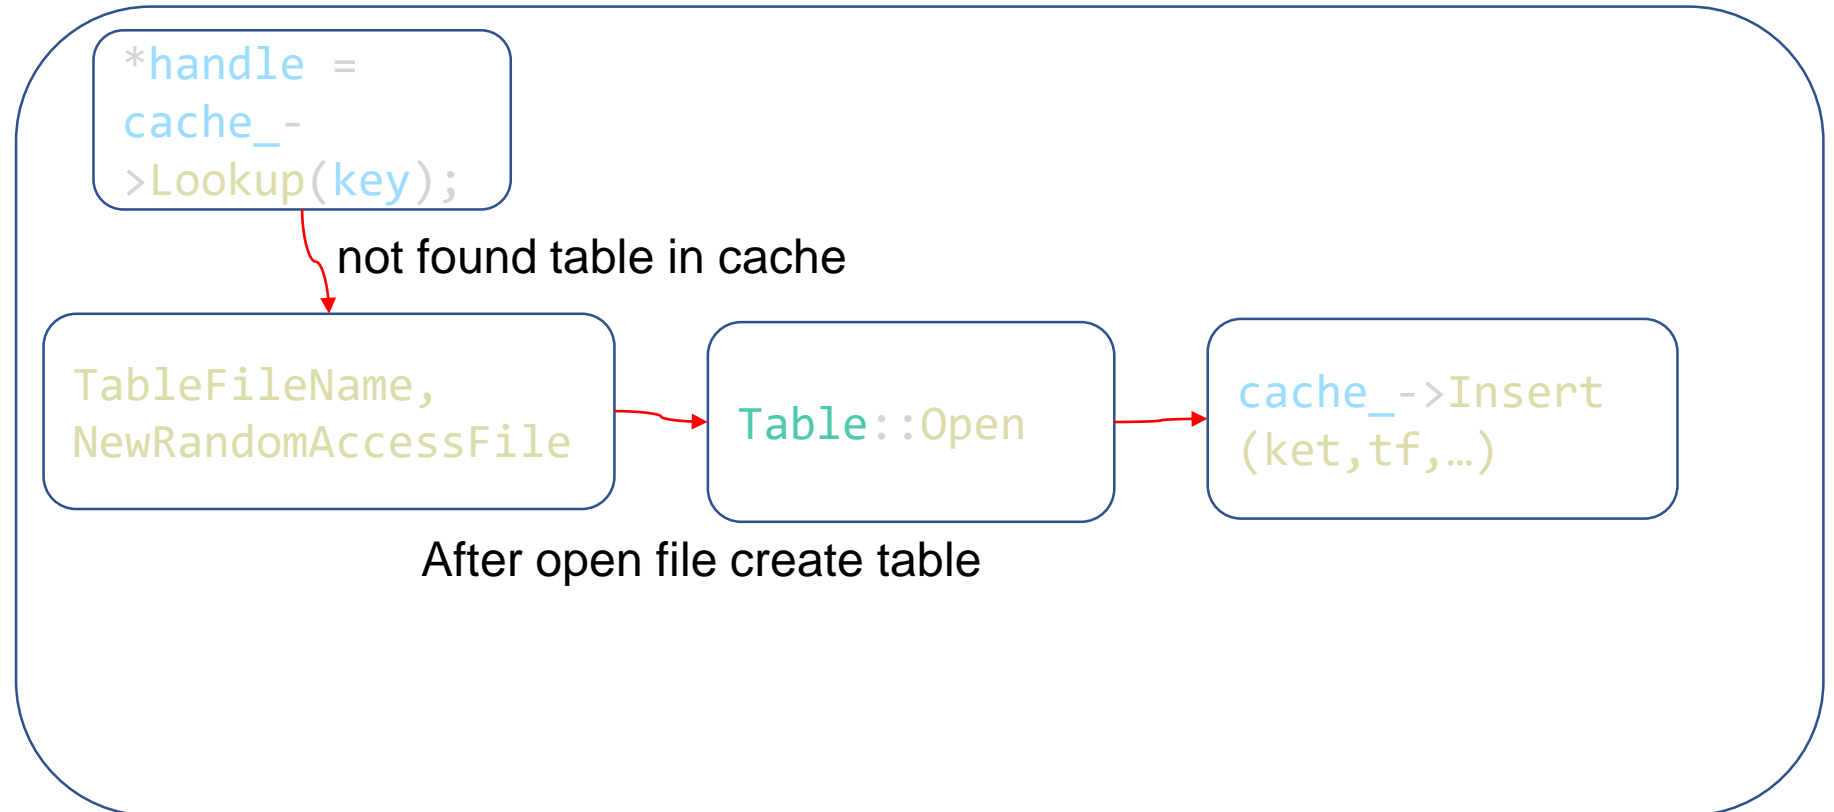 *handle =
cache_-
>Lookup(key);
not found table in cache
TableFileName,
NewRandomAccessFile
Table::Open
cache_->Insert
(ket,tf,…)
After open file create table